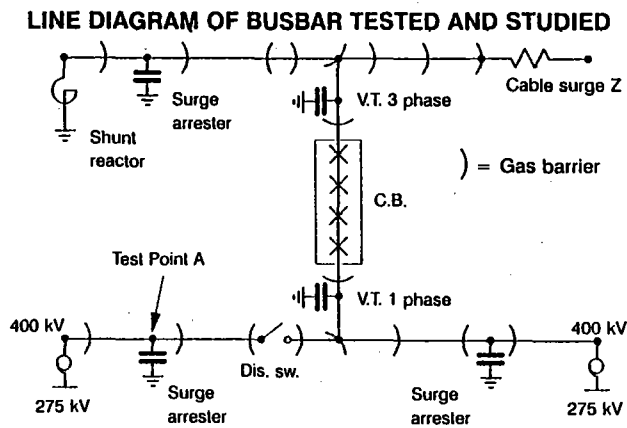 LINE DIAGRAM OF BUSBAR TESTED AND STUDIED
Cable surge Z
Surge
arrester
V.T. 3 phase
Shunt
reactor
) = Gas barrier
C.B.
Test Point A
V.T. 1 phase
400 kV
400 kV
Dis. sw.
Surge
arrester
Surge
arrester
275 kV
275 kV